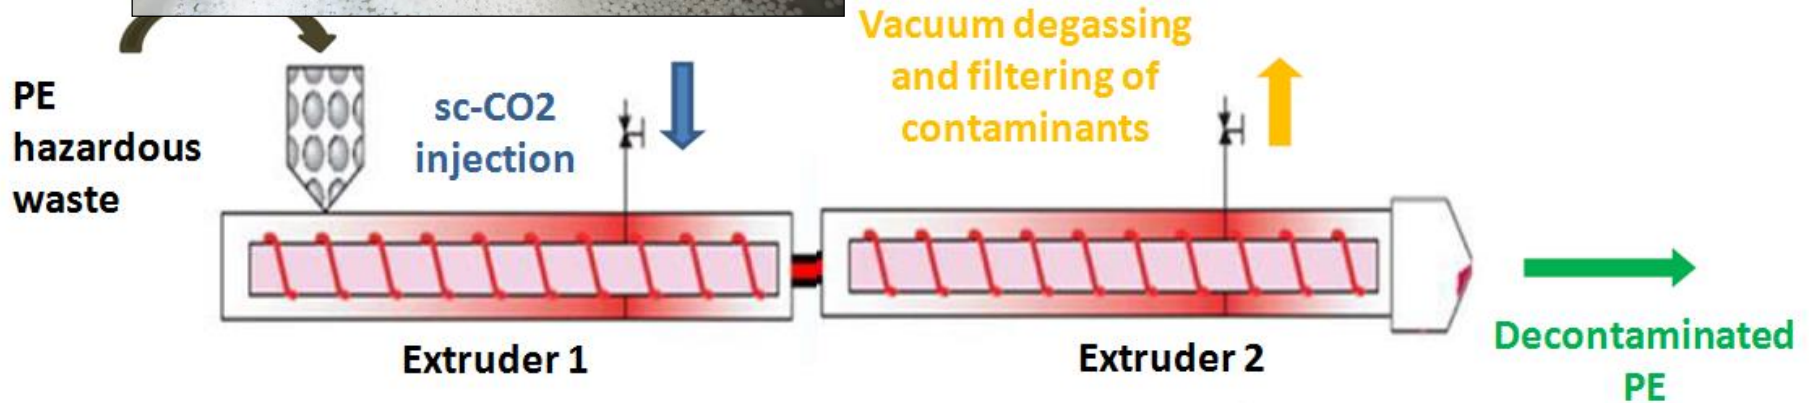 PE
hazardous
waste
sc-CO2
injection
Vacuum degassing
and filtering of
contaminants
Extruder 1
Extruder 2
Decontaminated
PE